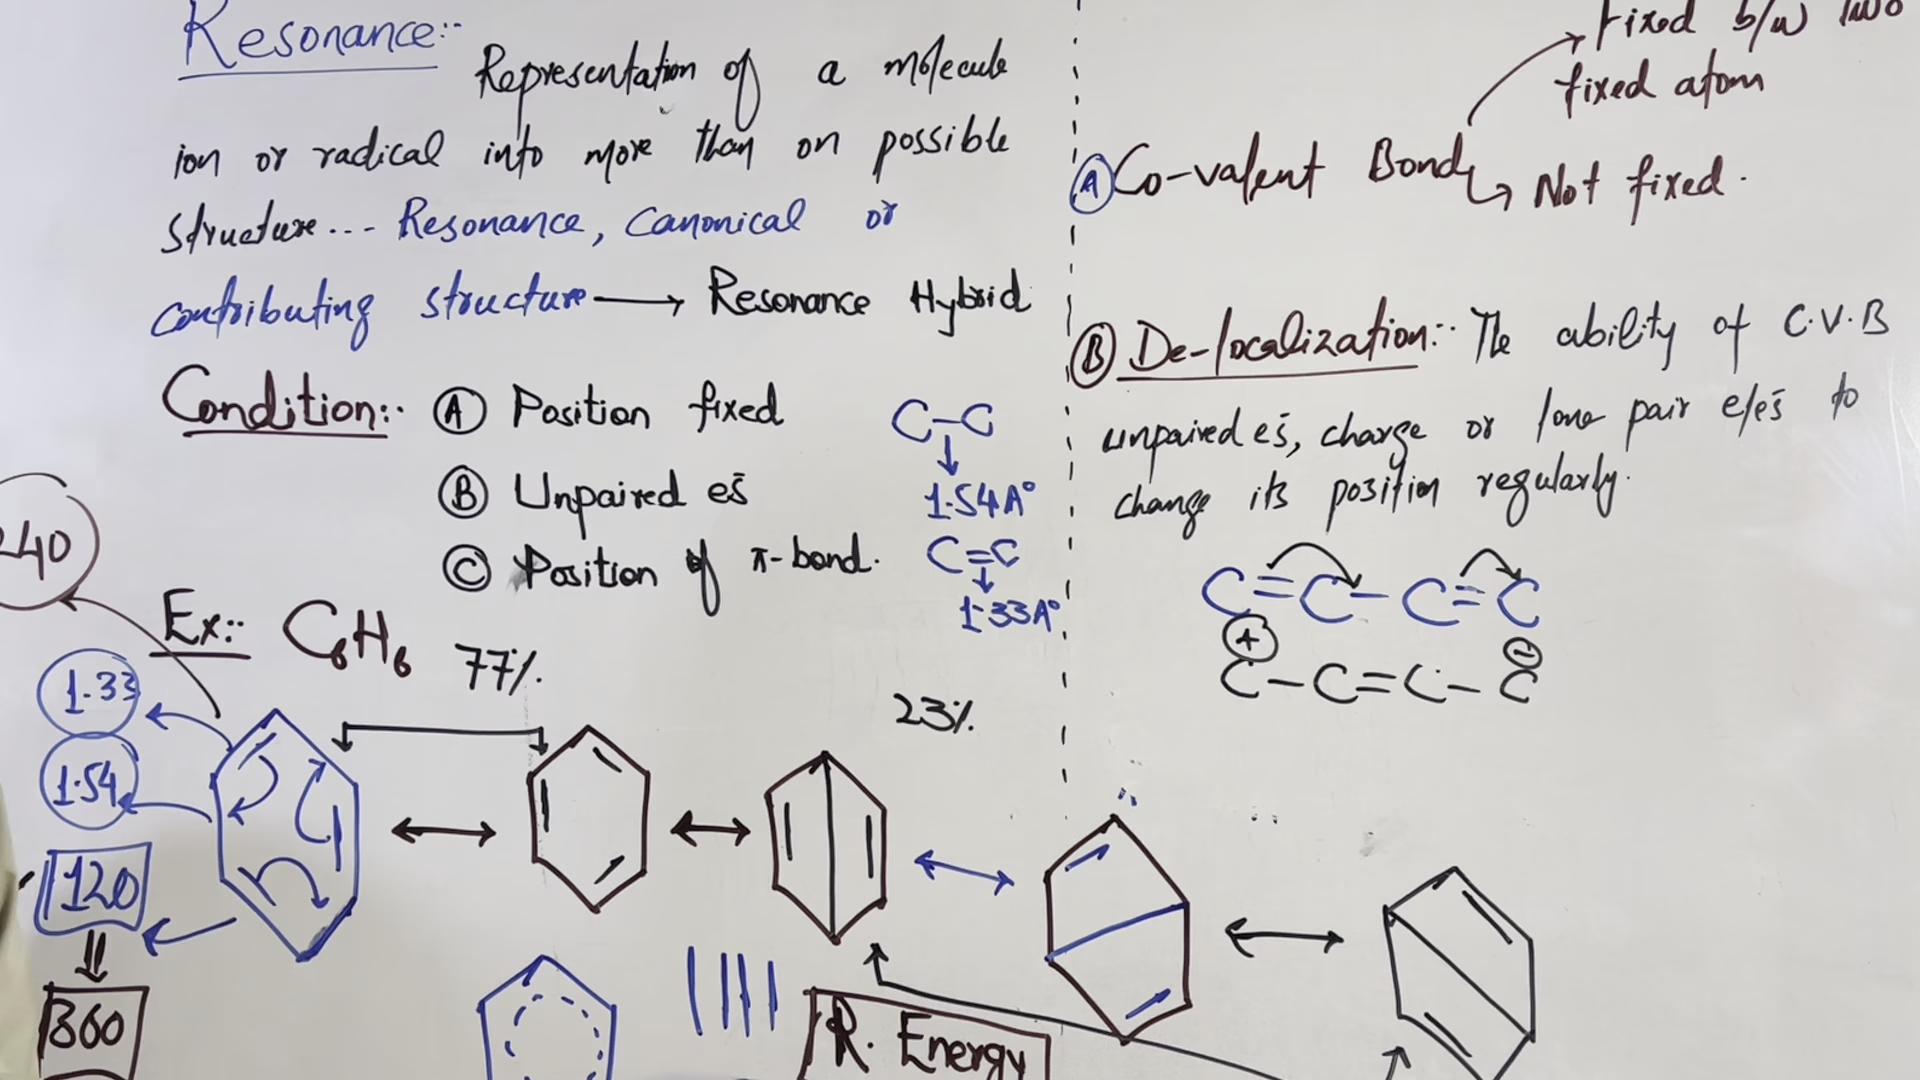 Resonance:-
Representation of a molecule
ion or radical into more than on possible
structure... Resonance, Canonical or
contributing structure → Resonance Hybrid
Condition:- Ⓐ Position fixed
Ⓑ Unpaired es̄
Ⓒ Position of π-bond.
C–C
↓
1.54A°
C=C
↓
1.33A°
Ex:- C₆H₆
77%.
23%.
240
1.33
1.54
120
360
R. Energy
Fixed b/w two
fixed atom
Ⓐ Co-valent Bond
Not fixed.
Ⓑ De-localization:- The ability of C.V.B
unpaired es̄, charge or lone pair e/es̄ to
change its position regularly.
C=C–C=C
⊕ ⊖
C–C=C–C